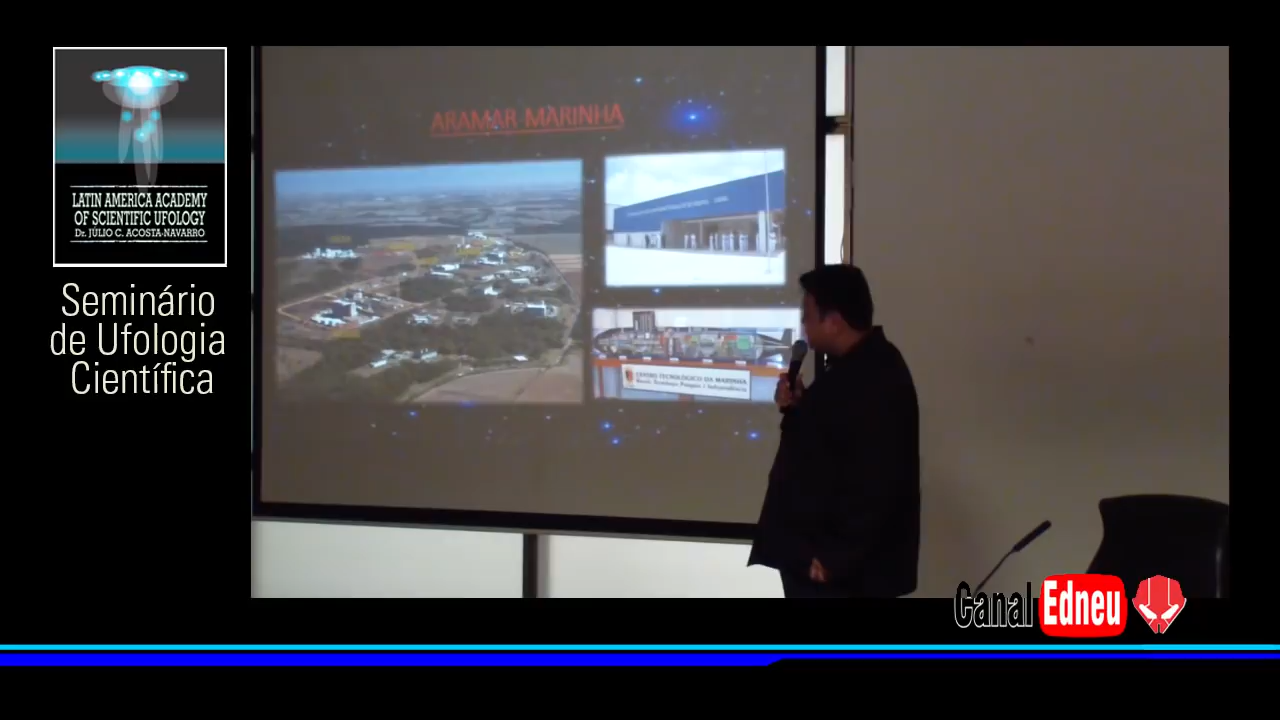 LATIN AMERICA ACADEMY
OF SCIENTIFIC UFOLOGY
Dr. JÚLIO C. ACOSTA-NAVARRO
Seminário
de Ufologia
Científica
ARAMAR-MARINHA
CENTRO TECNOLÓGICO DA MARINHA
Canal Edneu